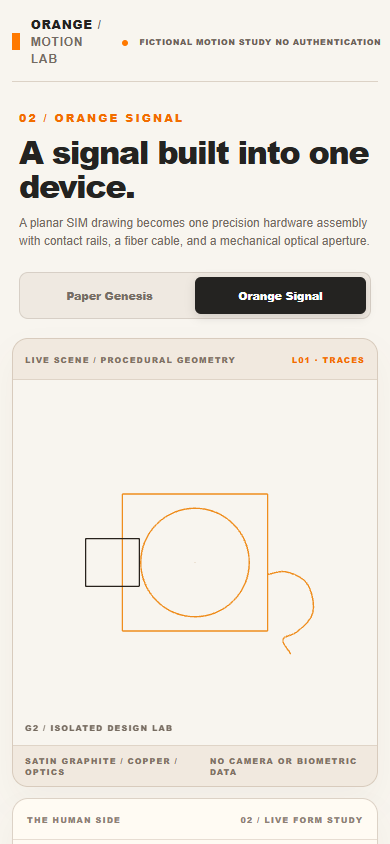 ORANGE /
MOTION
LAB
FICTIONAL MOTION STUDY NO AUTHENTICATION
02 / ORANGE SIGNAL
A signal built into one
device.
A planar SIM drawing becomes one precision hardware assembly
with contact rails, a fiber cable, and a mechanical optical aperture.
Paper Genesis
Orange Signal
LIVE SCENE / PROCEDURAL GEOMETRY
L01 · TRACES
G2 / ISOLATED DESIGN LAB
SATIN GRAPHITE / COPPER /
OPTICS
NO CAMERA OR BIOMETRIC
DATA
THE HUMAN SIDE
02 / LIVE FORM STUDY